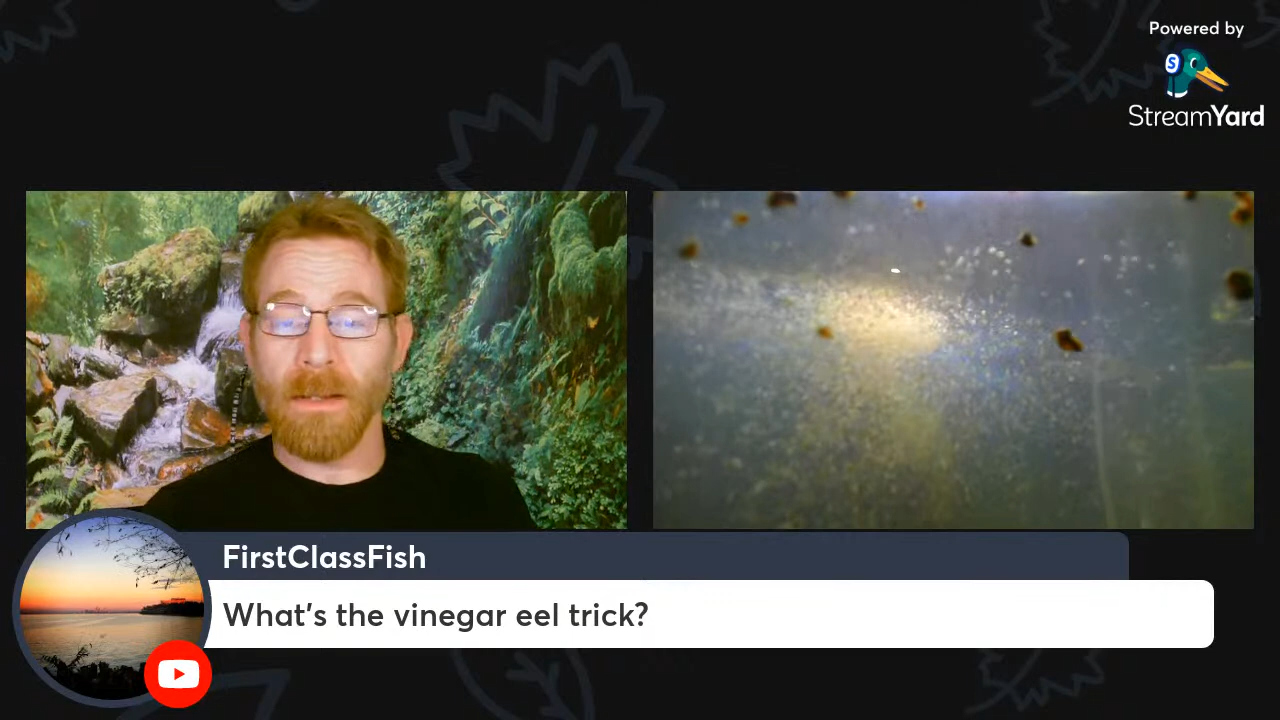 Powered by
S
StreamYard
FirstClassFish
What's the vinegar eel trick?